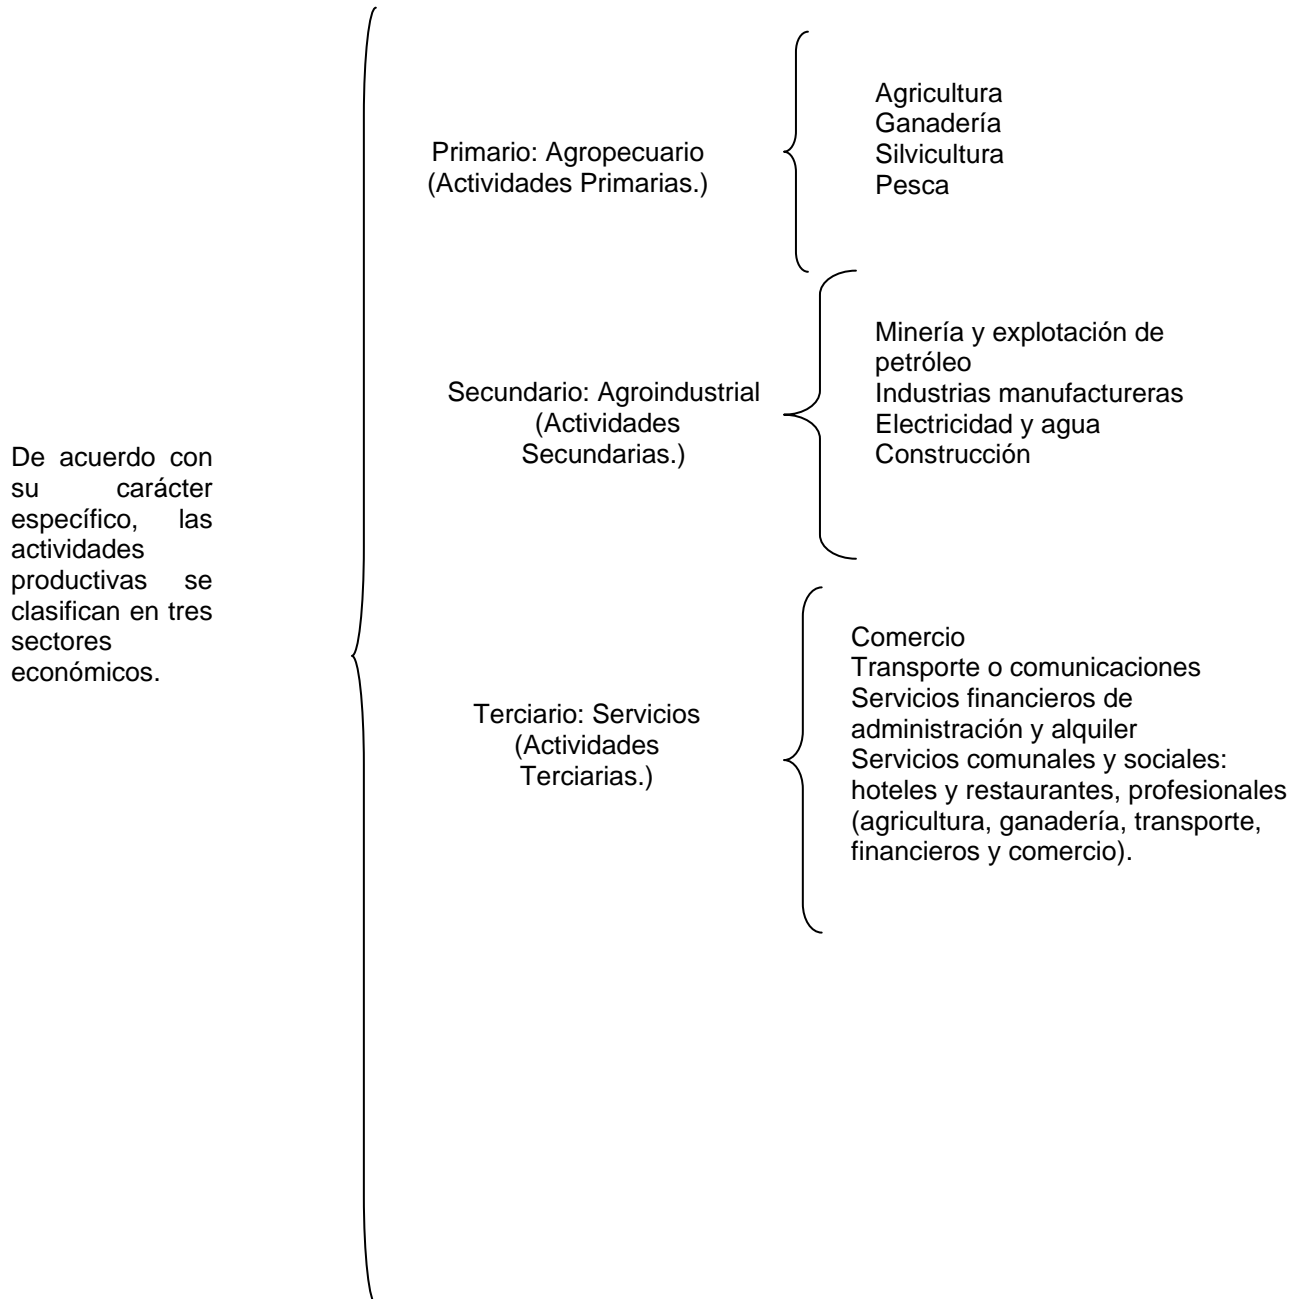 De acuerdo con
su carácter
específico, las
actividades
productivas se
clasifican en tres
sectores
económicos.
Primario: Agropecuario
(Actividades Primarias.)
Agricultura
Ganadería
Silvicultura
Pesca
Secundario: Agroindustrial
(Actividades
Secundarias.)
Minería y explotación de
petróleo
Industrias manufactureras
Electricidad y agua
Construcción
Terciario: Servicios
(Actividades
Terciarias.)
Comercio
Transporte o comunicaciones
Servicios financieros de
administración y alquiler
Servicios comunales y sociales:
hoteles y restaurantes, profesionales
(agricultura, ganadería, transporte,
financieros y comercio).